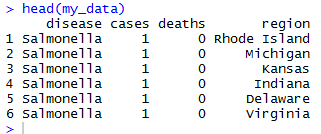 > head(my_data)
disease cases deaths region
1 Salmonella 1 0 Rhode Island
2 Salmonella 1 0 Michigan
3 Salmonella 1 0 Kansas
4 Salmonella 1 0 Indiana
5 Salmonella 1 0 Delaware
6 Salmonella 1 0 Virginia
>